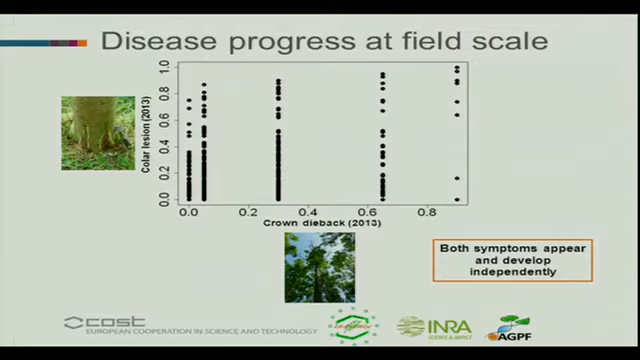 Disease progress at field scale
Colar lesion (2013)
1.0
0.8
0.6
0.4
0.2
0.0
0.0 0.2 0.4 0.6 0.8
Crown dieback (2013)
Both symptoms appear
and develop
independently
cost
EUROPEAN COOPERATION IN SCIENCE AND TECHNOLOGY
INRA
SCIENCE & IMPACT
AGPF